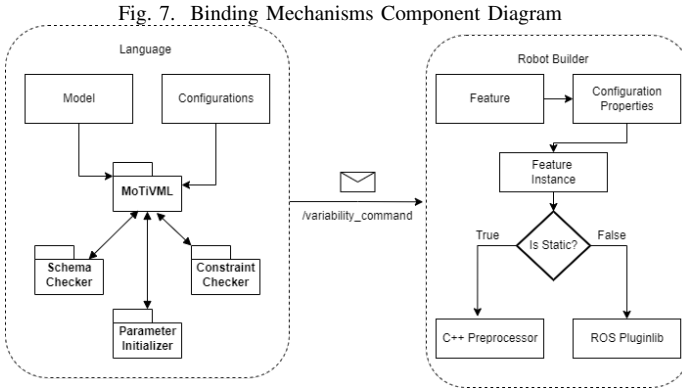 Fig. 7. Binding Mechanisms Component Diagram
Language
Model
Configurations
MoTiVML
Schema
Checker
Constraint
Checker
Parameter
Initializer
/variability_command
Robot Builder
Feature
Configuration
Properties
Feature
Instance
Is Static?
True
False
C++ Preprocessor
ROS Pluginlib